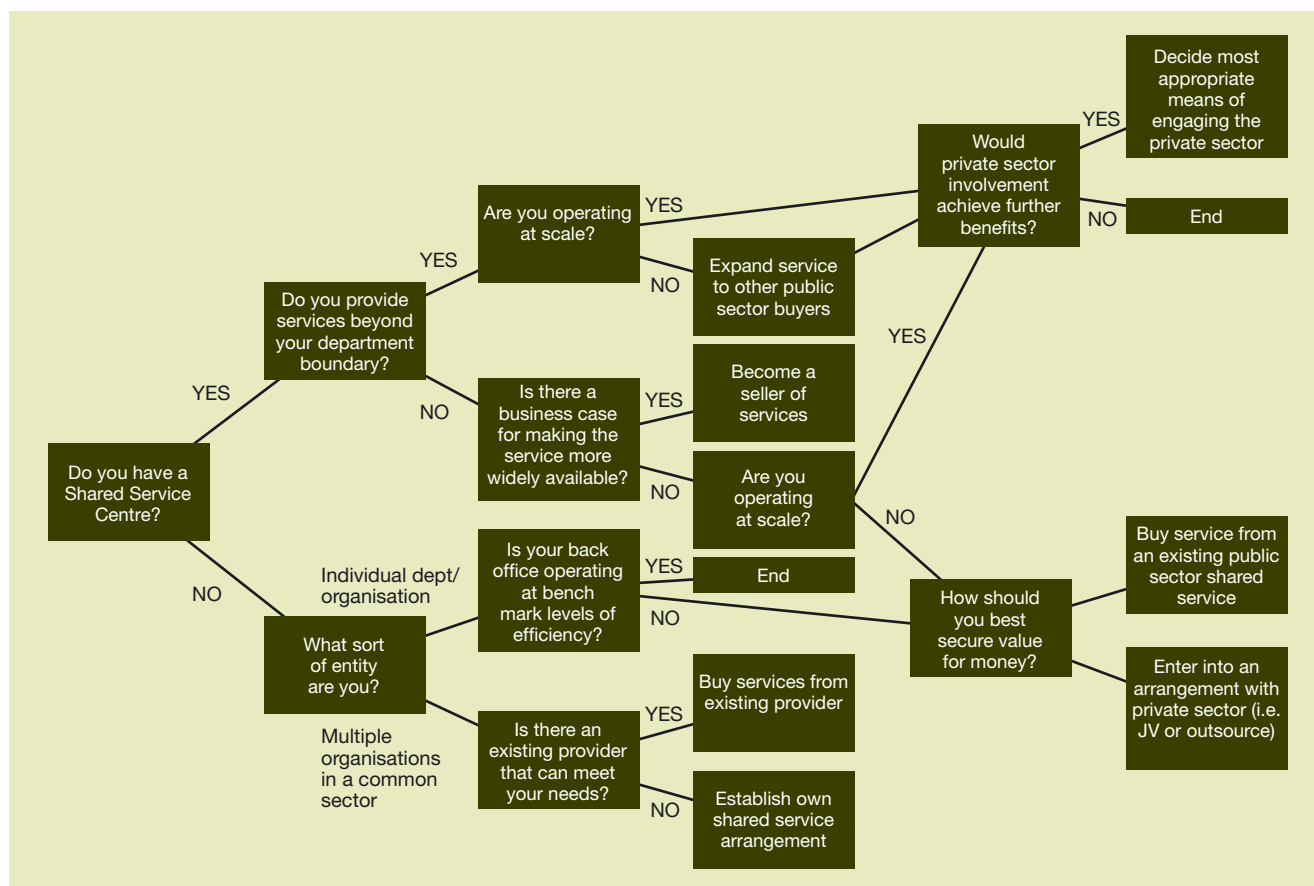 Do you have a
Shared Service
Centre?
YES
NO
Do you provide
services beyond
your department
boundary?
YES
NO
Are you operating
at scale?
YES
NO
Expand service
to other public
sector buyers
Would
private sector
involvement
achieve further
benefits?
YES
NO
Decide most
appropriate
means of
engaging the
private sector
End
Is there a
business case
for making the
service more
widely available?
YES
NO
Become a
seller of
services
Are you
operating
at scale?
YES
NO
What sort
of entity
are you?
Individual dept/
organisation
Multiple
organisations
in a common
sector
Is your back
office operating
at bench
mark levels of
efficiency?
YES
NO
End
How should
you best
secure value
for money?
Buy service from
an existing public
sector shared
service
Enter into an
arrangement with
private sector (i.e.
JV or outsource)
Is there an
existing provider
that can meet
your needs?
YES
NO
Buy services from
existing provider
Establish own
shared service
arrangement